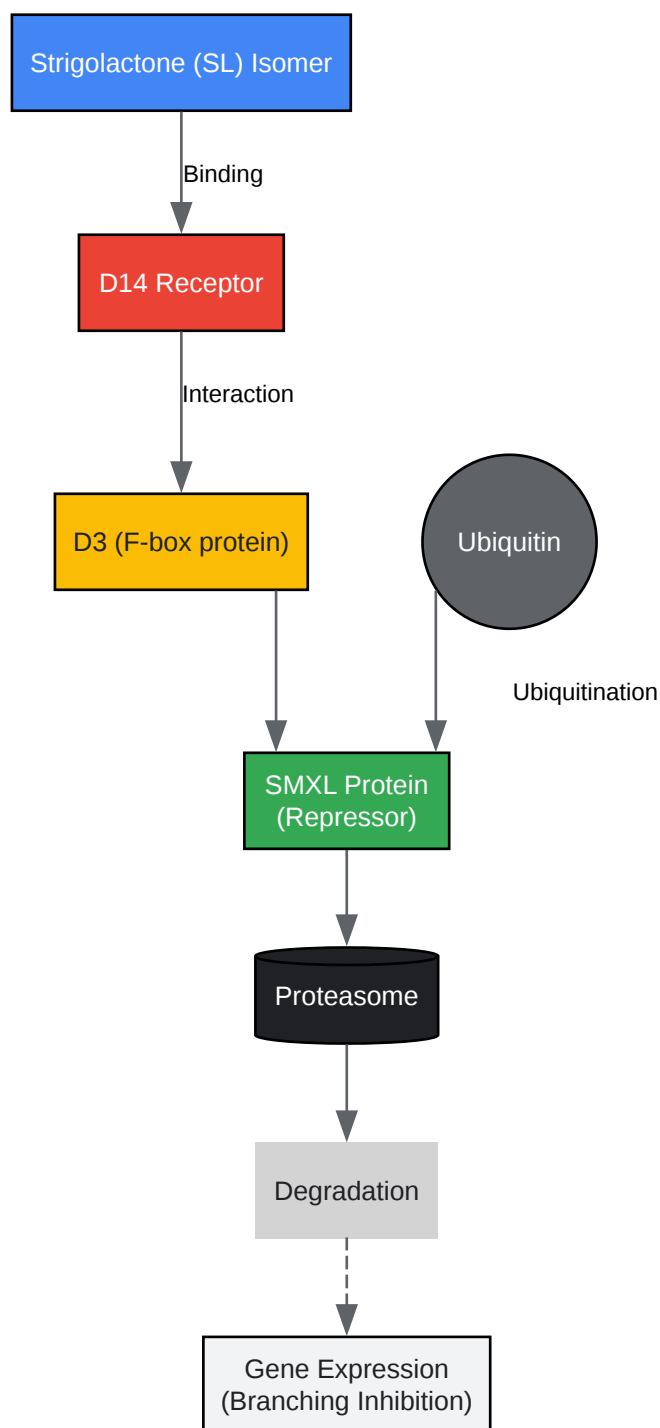 Strigolactone (SL) Isomer
Binding
D14 Receptor
Interaction
D3 (F-box protein)
Ubiquitin
Ubiquitination
SMXL Protein
(Repressor)
Proteasome
Degradation
Gene Expression
(Branching Inhibition)